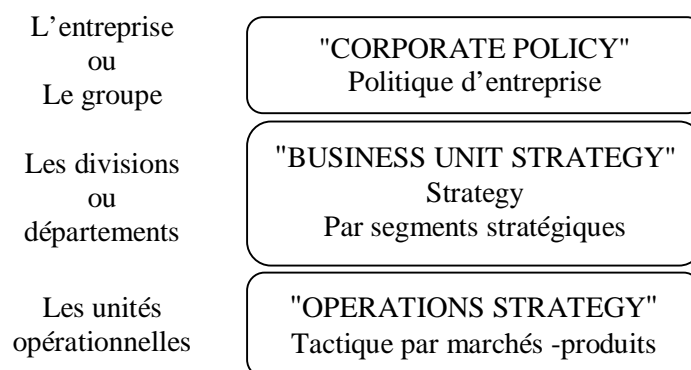 L'entreprise
ou
Le groupe
"CORPORATE POLICY"
Politique d'entreprise
Les divisions
ou
départements
"BUSINESS UNIT STRATEGY"
Strategy
Par segments stratégiques
Les unités
opérationnelles
"OPERATIONS STRATEGY"
Tactique par marchés -produits